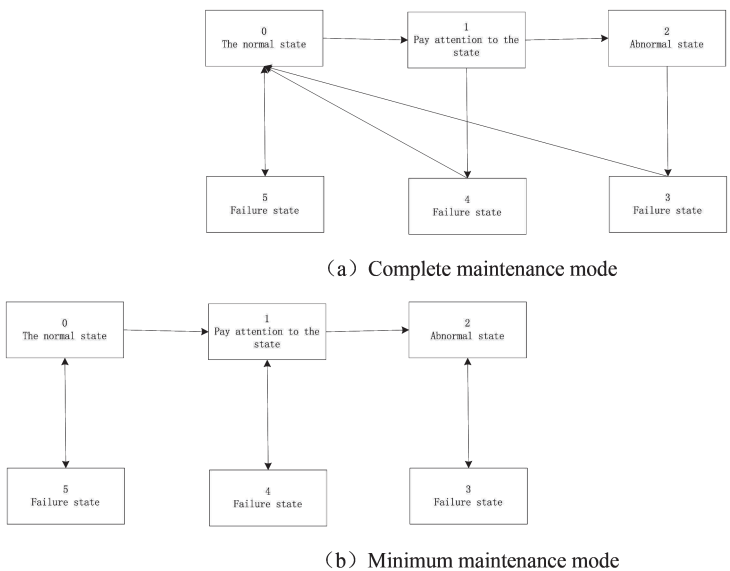 0
The normal state
1
Pay attention to the
state
2
Abnormal state
5
Failure state
4
Failure state
3
Failure state
（a）Complete maintenance mode
0
The normal state
1
Pay attention to the
state
2
Abnormal state
5
Failure state
4
Failure state
3
Failure state
（b）Minimum maintenance mode